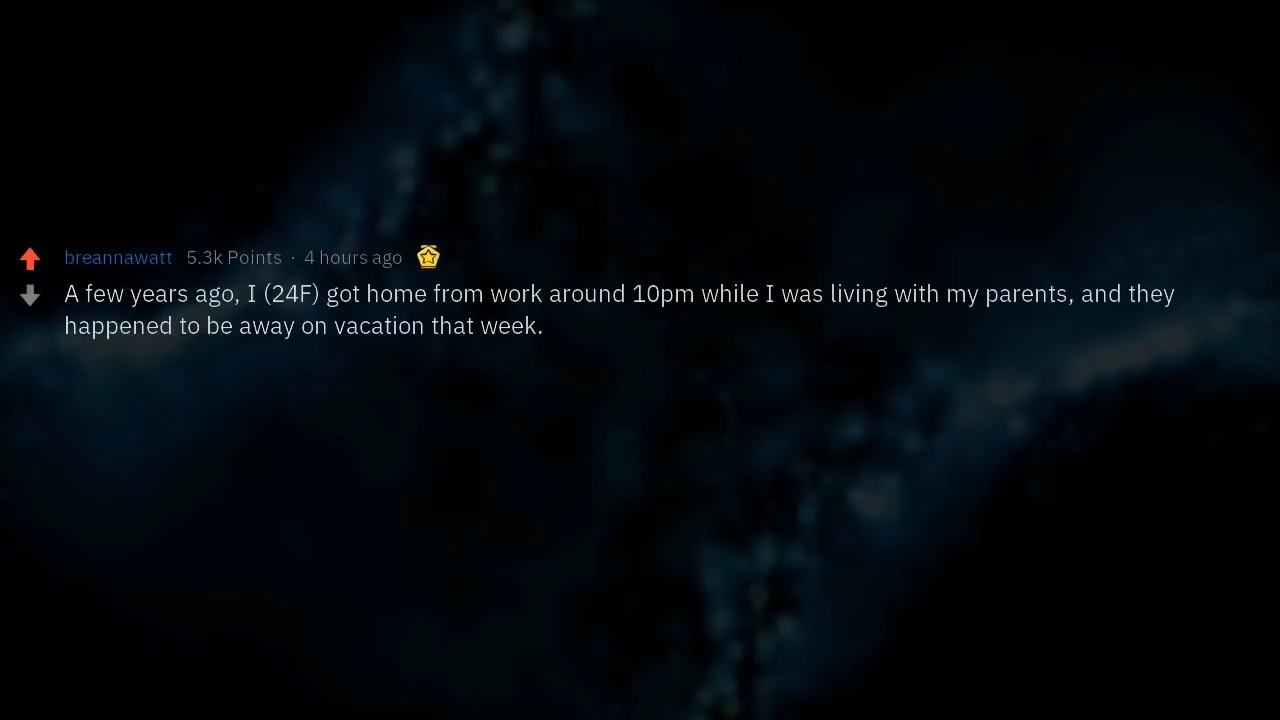 breannawatt 5.3k Points · 4 hours ago
A few years ago, I (24F) got home from work around 10pm while I was living with my parents, and they
happened to be away on vacation that week.